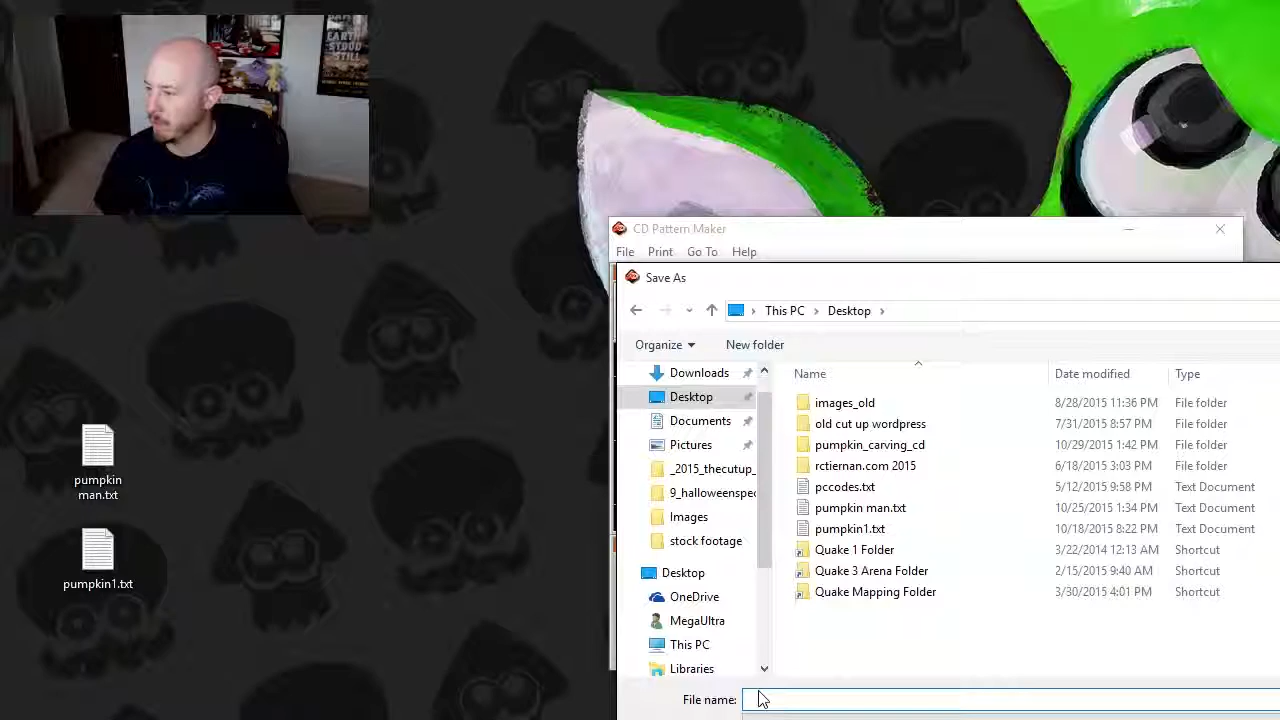 EARTH
STOOD
STILL
CD Pattern Maker
File Print Go To Help
Save As
This PC Desktop
Organize New folder
Name Date modified Type
Downloads
Desktop
Documents
Pictures
_2015_thecutup_
9_halloweenspec
Images
stock footage
Desktop
OneDrive
MegaUltra
This PC
Libraries
images_old 8/28/2015 11:36 PM File folder
old cut up wordpress 7/31/2015 8:57 PM File folder
pumpkin_carving_cd 10/29/2015 1:42 PM File folder
rctiernan.com 2015 6/18/2015 3:03 PM File folder
pccodes.txt 5/12/2015 9:58 PM Text Document
pumpkin man.txt 10/25/2015 1:34 PM Text Document
pumpkin1.txt 10/18/2015 8:22 PM Text Document
Quake 1 Folder 3/22/2014 12:13 AM Shortcut
Quake 3 Arena Folder 2/15/2015 9:40 AM Shortcut
Quake Mapping Folder 3/30/2015 4:01 PM Shortcut
File name:
pumpkin
man.txt
pumpkin1.txt